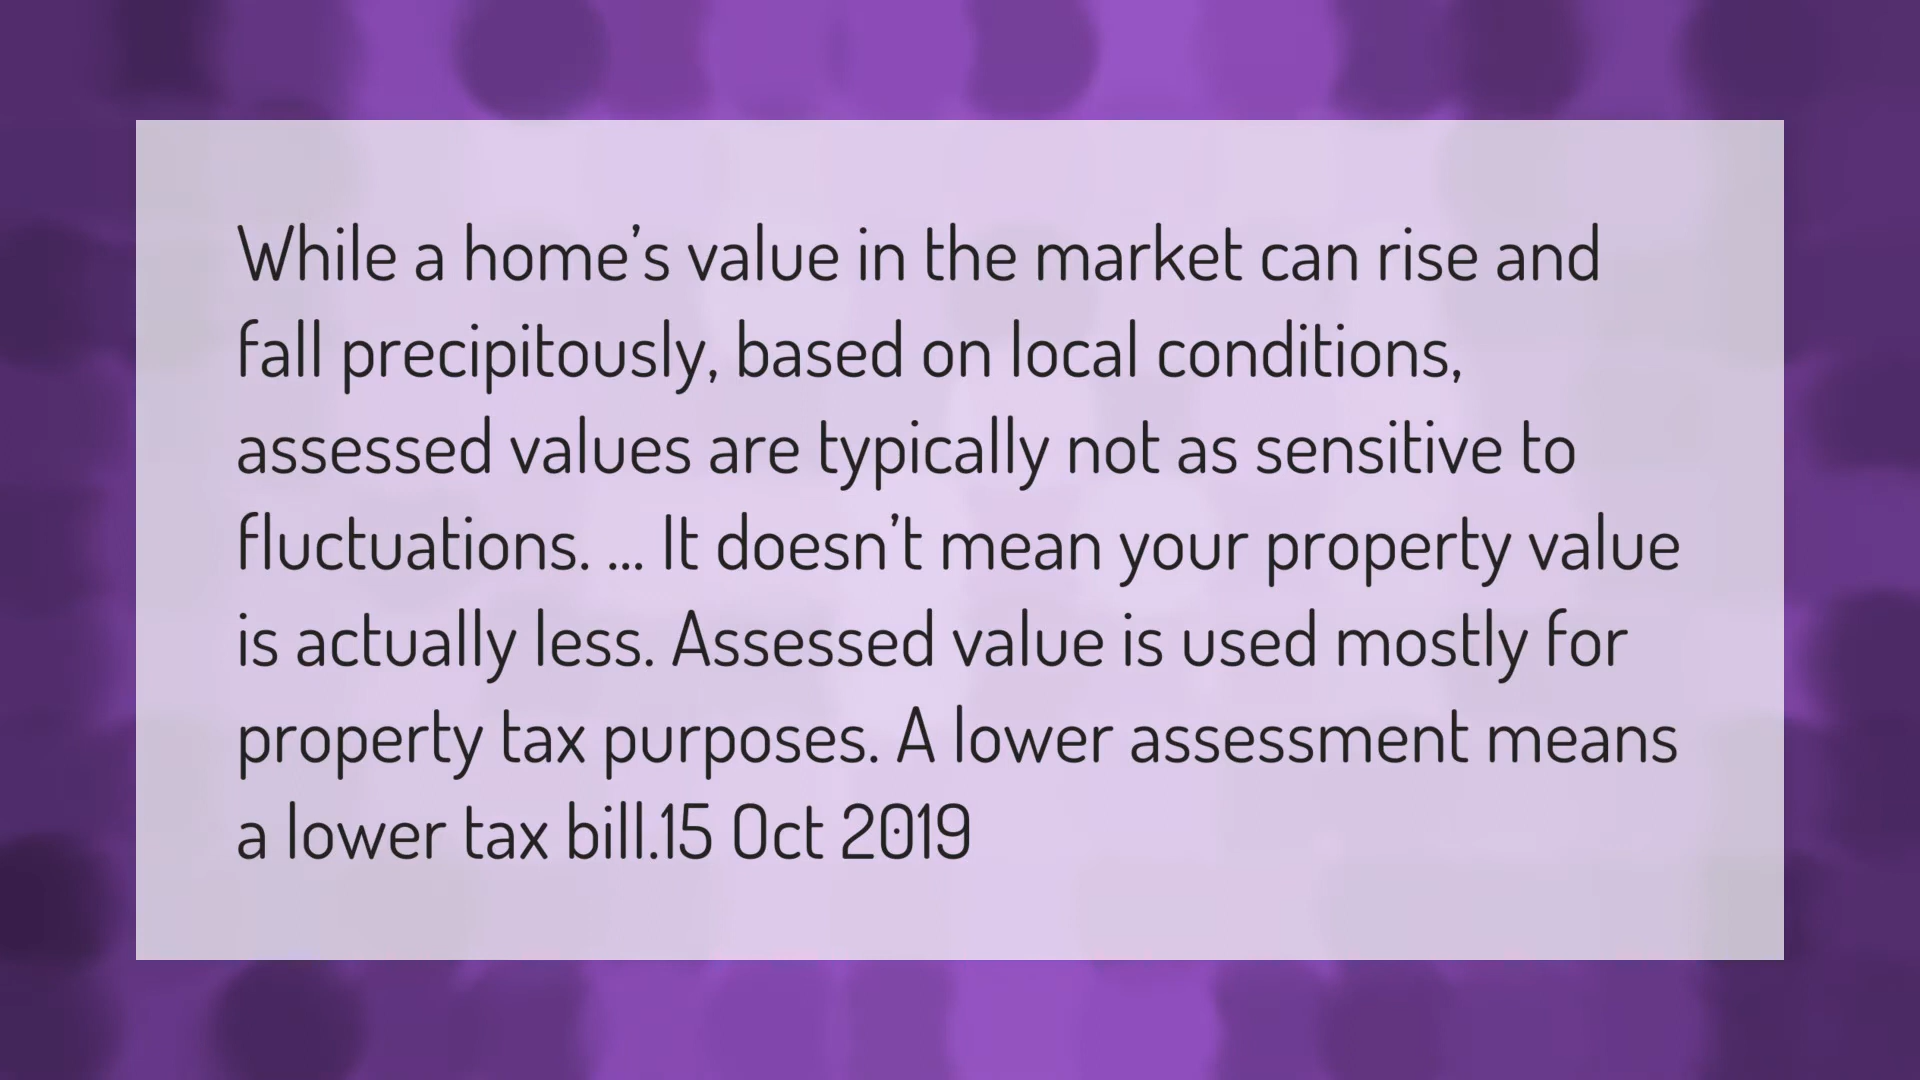 While a home’s value in the market can rise and
fall precipitously, based on local conditions,
assessed values are typically not as sensitive to
fluctuations. ... It doesn’t mean your property value
is actually less. Assessed value is used mostly for
property tax purposes. A lower assessment means
a lower tax bill.15 Oct 2019